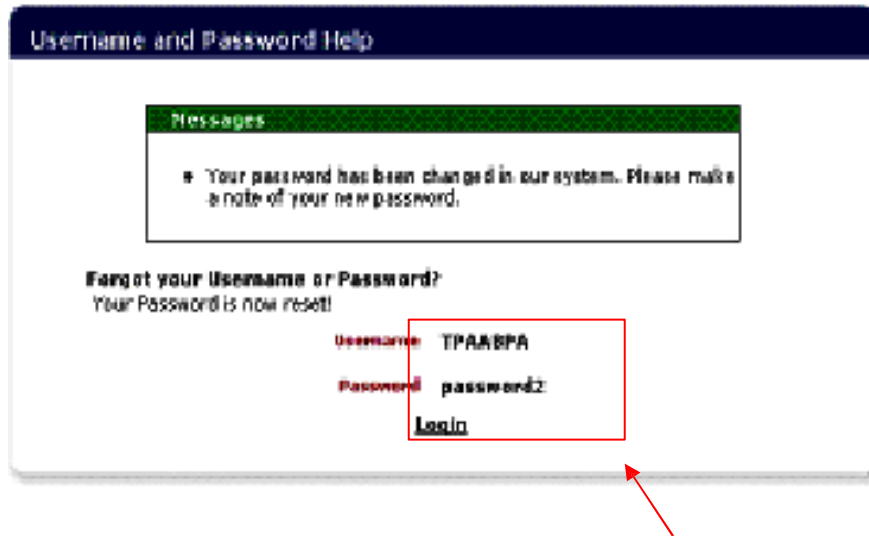 Username and Password Help
Messages
Your password has been changed in our system. Please make
a note of your new password.
Forgot your Username or Password?
Your Password is now reset!
Username TPAABPA
Password password2
Login